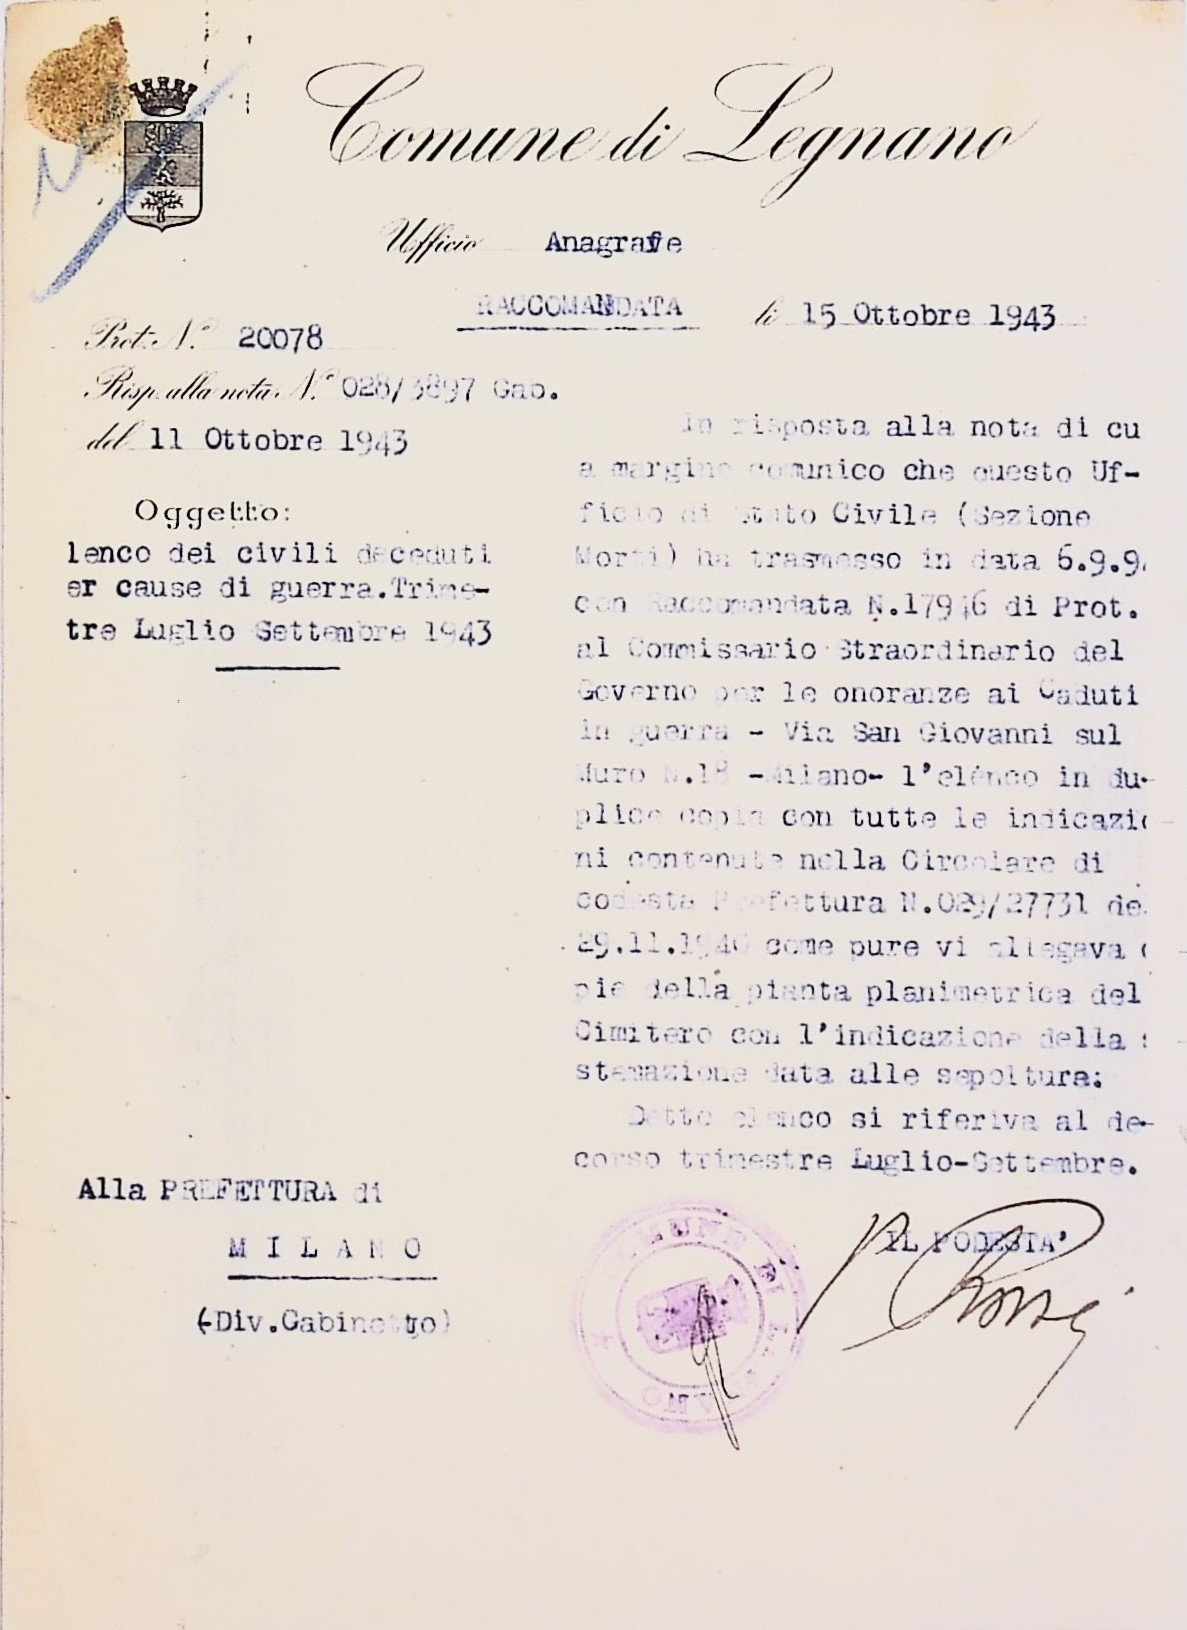 Comune di Legnano
Ufficio Anagrafe
RACCOMANDATA li 15 Ottobre 1943
Prot. N.° 20078
Risp. alla nota N.° 028/3897 Gab.
del 11 Ottobre 1943
Oggetto:
lenco dei civili deceduti
er cause di guerra.Trime-
tre Luglio Settembre 1943
In risposta alla nota di cu
a margine comunico che questo Uf-
ficio di Stato Civile (Sezione
Morti) ha trasmesso in data 6.9.9
con Raccomandata N.17946 di Prot.
al Commissario Straordinario del
Governo per le onoranze ai Caduti
in guerra - Via San Giovanni sul
Muro N.18 -Milano- l'elenco in du-
plice copia con tutte le indicazi
ni contenute nella Circolare di
codesta Prefettura N.029/27731 de
29.11.1940 come pure vi allegava
pie della pianta planimetrica del
Cimitero con l'indicazione della s
stemazione data alle sepoltura;
Detto elenco si riferiva al de-
corso trimestre Luglio-Settembre.
Alla PREFETTURA di
MILANO
(-Div.Gabinetto)
IL PODESTA'
COMUNE DI LEGNANO